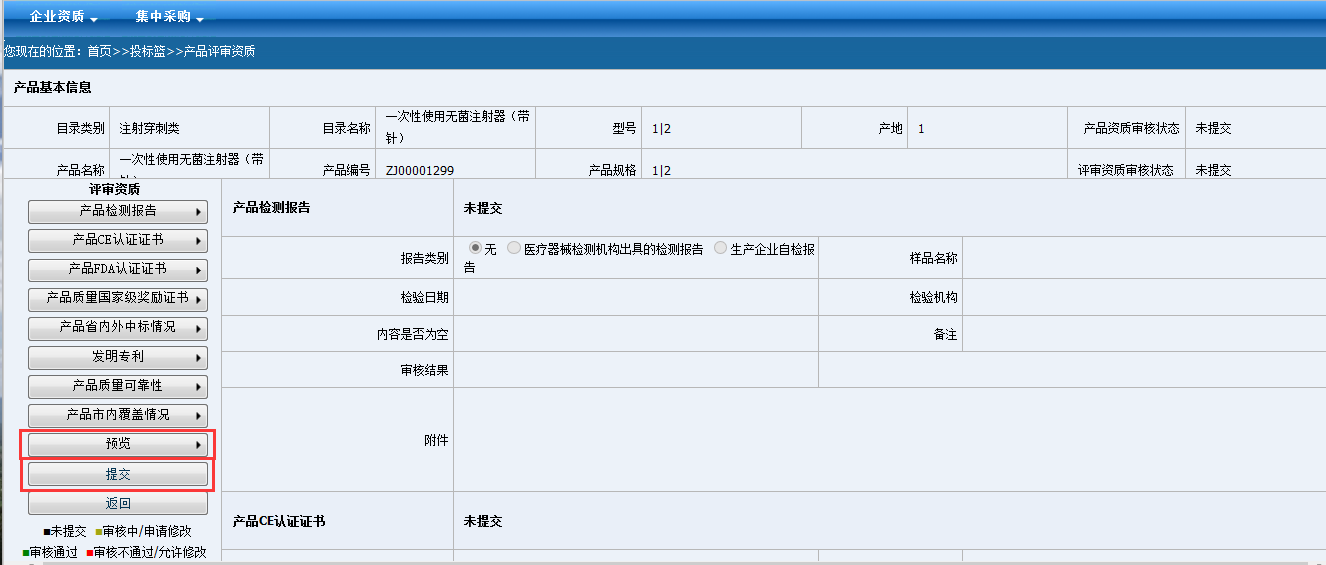 企业资质 集中采购
您现在的位置：首页>>投标篮>>产品评审资质
产品基本信息
目录类别 注射穿刺类 目录名称 一次性使用无菌注射器（带
针） 型号 1|2 产地 1 产品资质审核状态 未提交
产品名称 一次性使用无菌注射器（带 产品编号 ZJ00001299 产品规格 1|2 评审资质审核状态 未提交
评审资质
产品检测报告
产品CE认证证书
产品FDA认证证书
产品质量国家级奖励证书
产品省内外中标情况
发明专利
产品质量可靠性
产品市内覆盖情况
预览
提交
返回
■未提交 ■审核中/申请修改
■审核通过 ■审核不通过/允许修改
产品检测报告 未提交
报告类别 无 医疗器械检测机构出具的检测报告 生产企业自检报
告 样品名称
检验日期 检验机构
内容是否为空 备注
审核结果
附件
产品CE认证证书 未提交